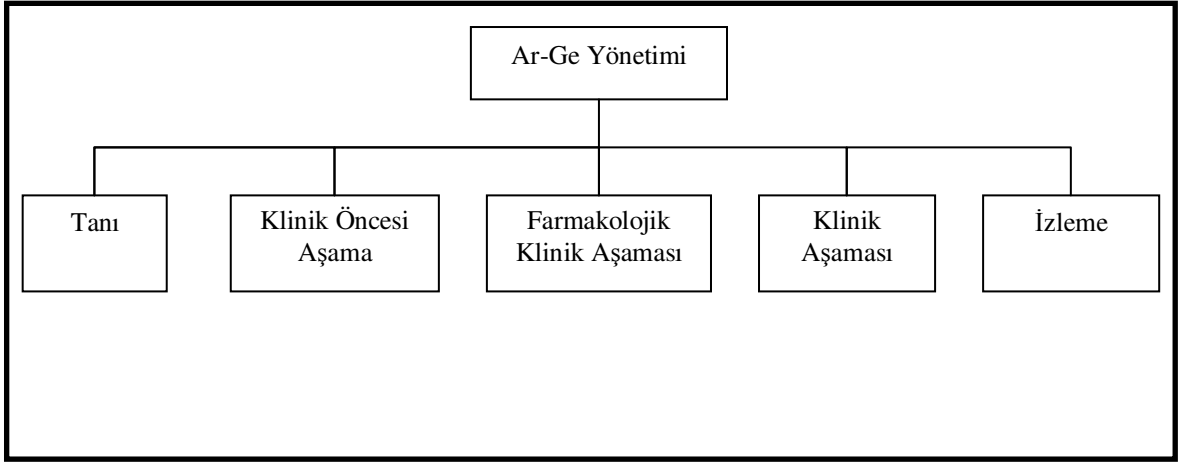 Ar-Ge Yönetimi
Tanı
Klinik Öncesi
Aşama
Farmakolojik
Klinik Aşaması
Klinik
Aşaması
İzleme